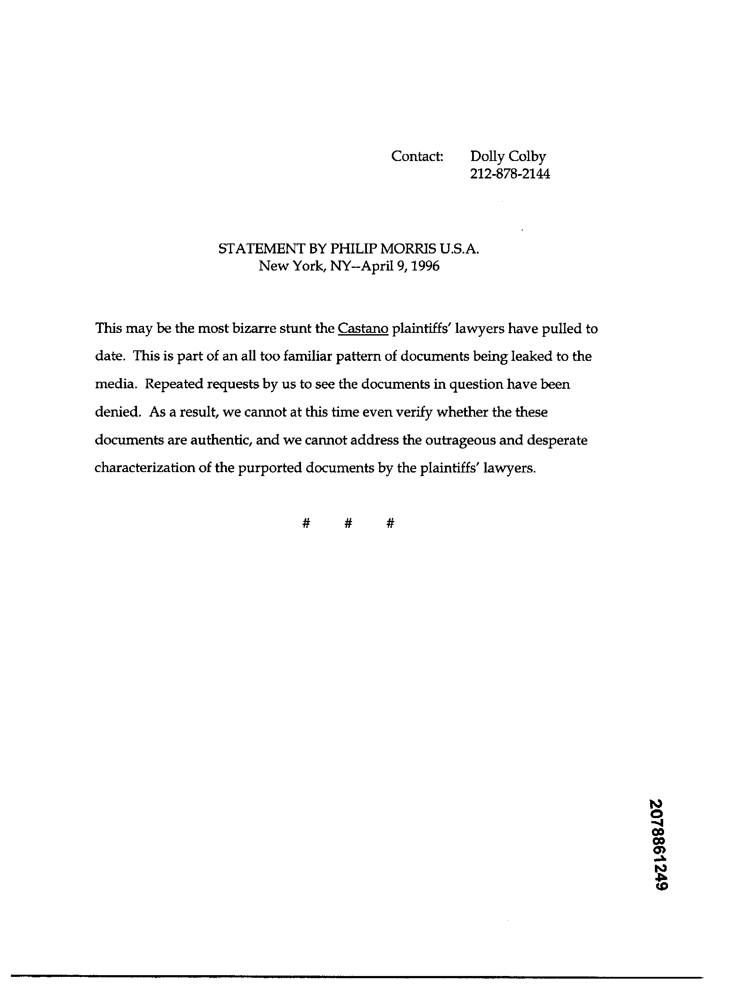 Contact: Dolly Colby
212-878-2144
STATEMENT BY PHILIP MORRIS U.S.A.
New York, NY--April 9, 1996
This may be the most bizarre stunt the Castano plaintiffs' lawyers have pulled to
date. This is part of an all too familiar pattern of documents being leaked to the
media. Repeated requests by us to see the documents in question have been
denied. As a result, we cannot at this time even verify whether the these
documents are authentic, and we cannot address the outrageous and desperate
characterization of the purported documents by the plaintiffs' lawyers.
# # #
2078861249